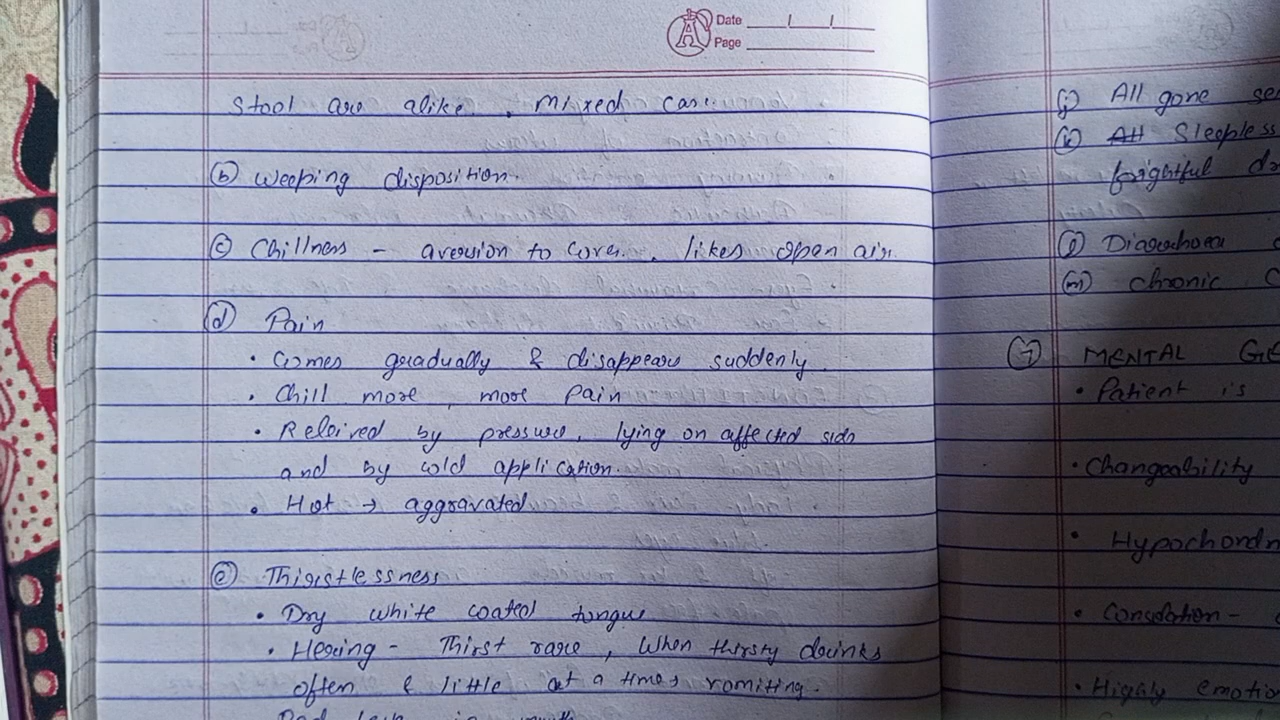 Date
Page
Stool are alike. Mixed case.
(b) Weeping disposition.
(c) Chillness - aversion to cover. likes open air.
(d) Pain
• Comes gradually & disappears suddenly.
• Chill more, more pain
• Releived by pressure, lying on affected side
and by cold application.
• Hot → aggravated
(e) Thirstlessness
• Dry white coated tongue
• Hering - Thirst rare, When thirsty drinks
often & little at a time vomiting.
(j) All gone
(k) Sleepless
frightful
(l) Diarrhoea
(m) chronic
(7) MENTAL
• Patient is
• Changeability
• Hypochond
• Consolation -
• Highly emotio